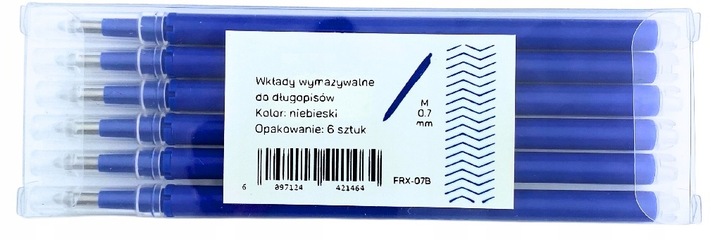 Wkłady wymazywalne
do długopisów
Kolor: niebieski
Opakowanie: 6 sztuk
M
0.7
mm
6 097124 421464
FRX-07B